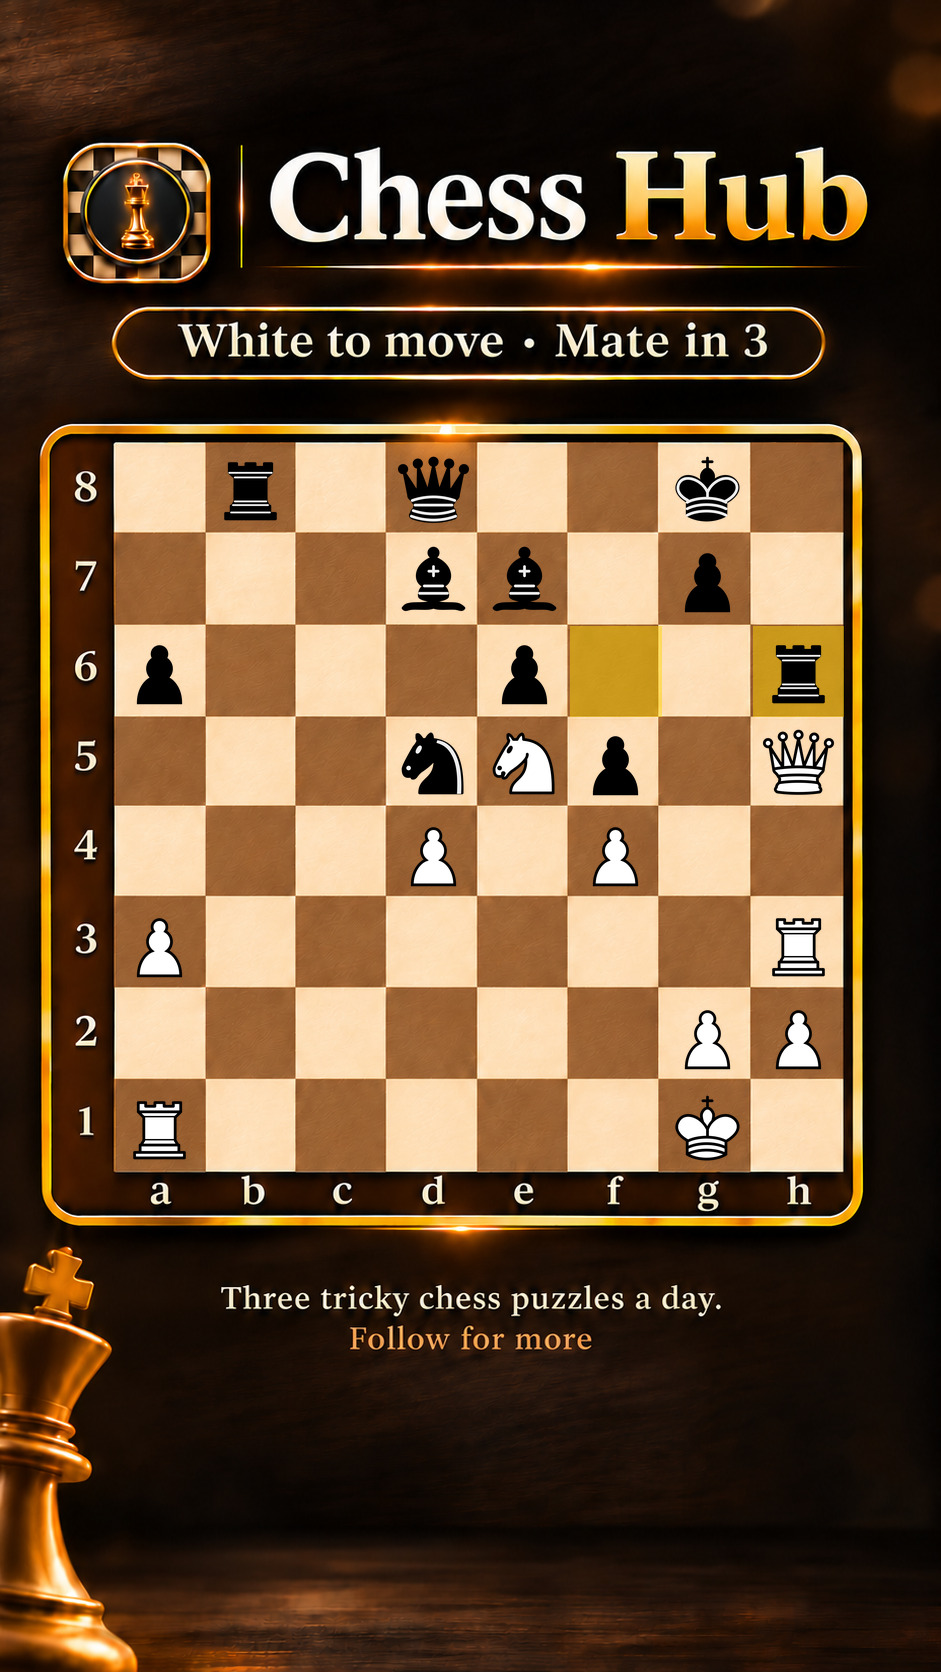 Chess Hub
White to move • Mate in 3
8
7
6
5
4
3
2
1
a b c d e f g h
Three tricky chess puzzles a day.
Follow for more